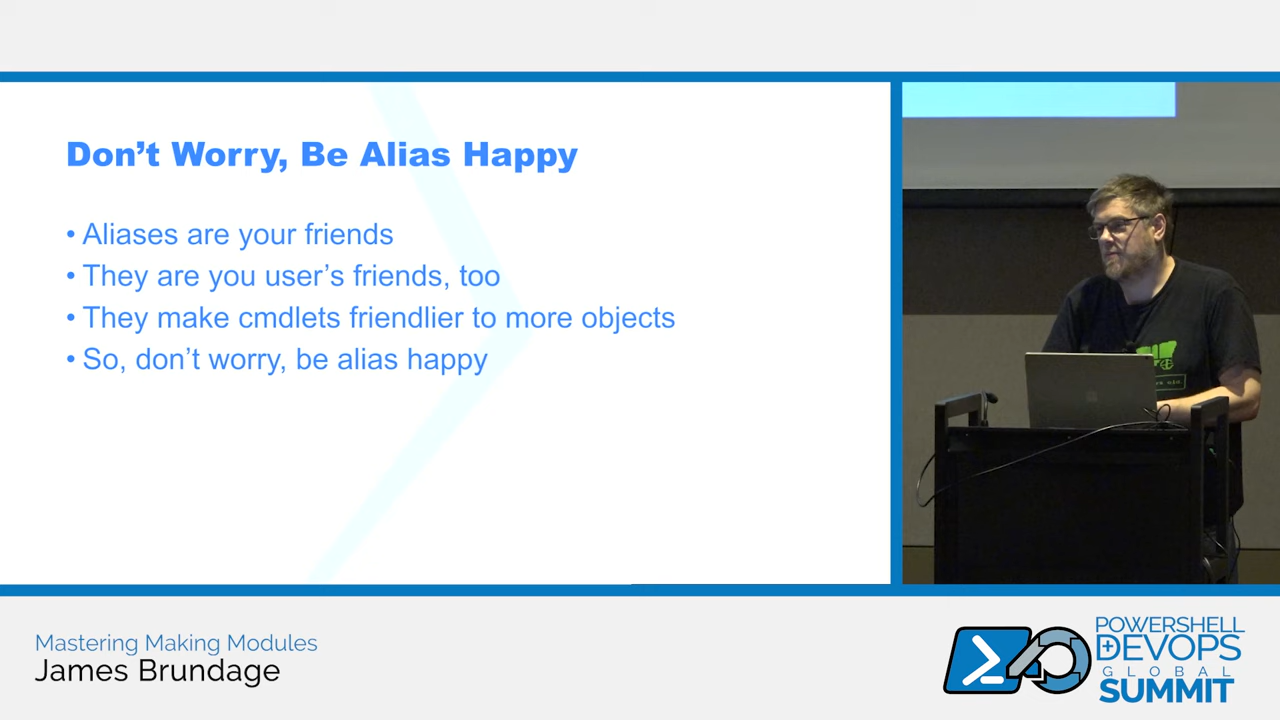 Don't Worry, Be Alias Happy
• Aliases are your friends
• They are you user's friends, too
• They make cmdlets friendlier to more objects
• So, don't worry, be alias happy
Mastering Making Modules
James Brundage
POWERSHELL
DEVOPS
GLOBAL
SUMMIT